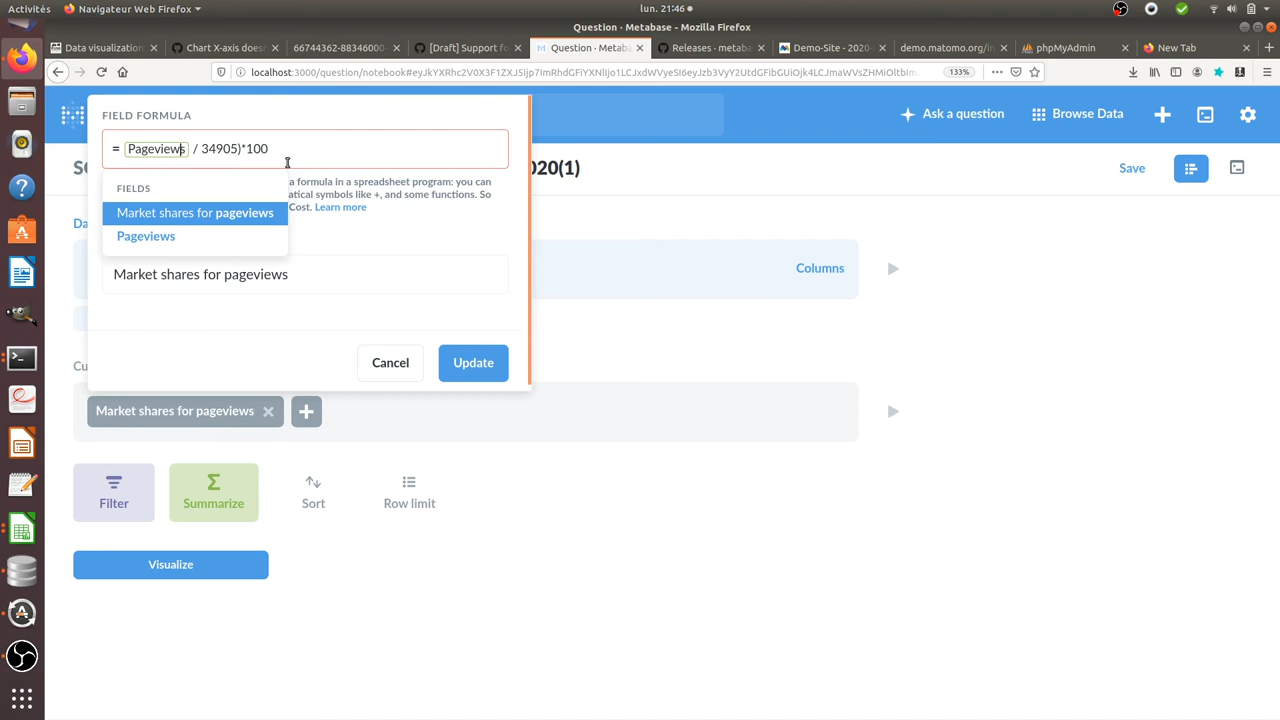 Activités
Navigateur Web Firefox
lun. 21:46
Question · Metabase - Mozilla Firefox
Data visualization
Chart X-axis does
66744362-88346000-
[Draft] Support fo
Question · Metaba
Releases · metaba
Demo-Site - 2020-
demo.matomo.org/in
phpMyAdmin
New Tab
133%
FIELD FORMULA
= Pageviews / 34905)*100
a formula in a spreadsheet program: you can
atical symbols like +, and some functions. So
Cost. Learn more
FIELDS
Market shares for pageviews
Pageviews
Market shares for pageviews
Cancel
Update
Ask a question
Browse Data
020(1)
Save
Da
Columns
Cu
Market shares for pageviews
Filter
Summarize
Sort
Row limit
Visualize